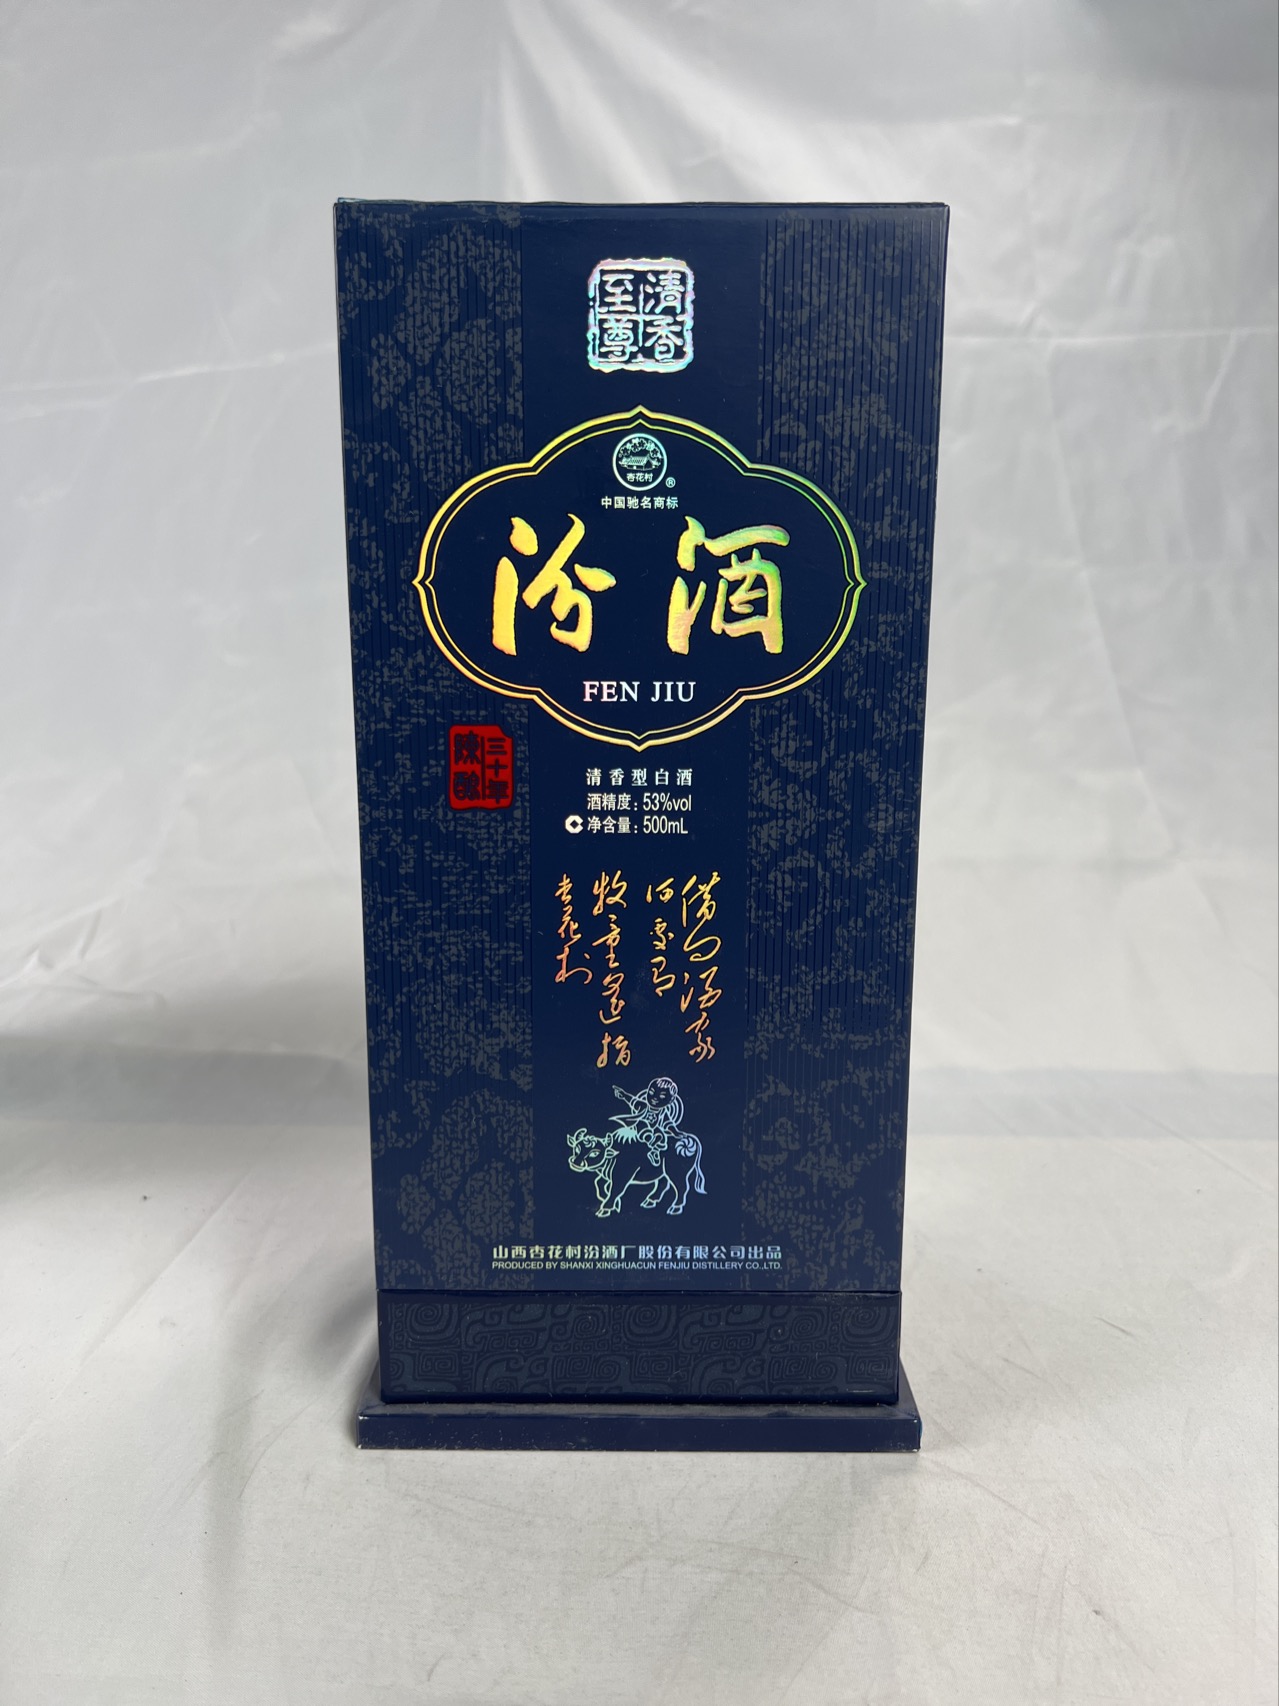 清香
至尊
杏花村
®
中国驰名商标
汾酒
FEN JIU
三十年
陳釀
清香型白酒
酒精度：53%vol
净含量：500mL
借问酒家
何处有
牧童遥指
杏花村
山西杏花村汾酒厂股份有限公司出品
PRODUCED BY SHANXI XINGHUACUN FENJIU DISTILLERY CO.,LTD.